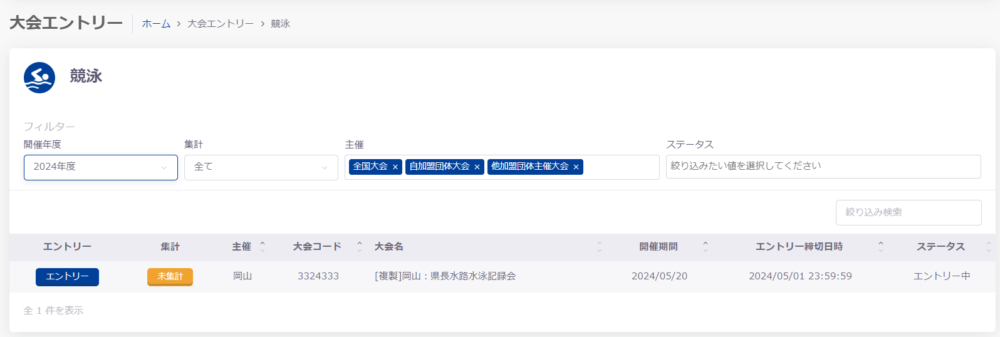 大会エントリー ホーム › 大会エントリー › 競泳
競泳
フィルター
開催年度 集計 主催 ステータス
2024年度 全て 全国大会 × 自加盟団体大会 × 他加盟団体主催大会 × 絞り込みたい値を選択してください
絞り込み検索
エントリー 集計 主催 大会コード 大会名 開催期間 エントリー締切日時 ステータス
エントリー 未集計 岡山 3324333 [複製]岡山：県長水路水泳記録会 2024/05/20 2024/05/01 23:59:59 エントリー中
全 1 件を表示